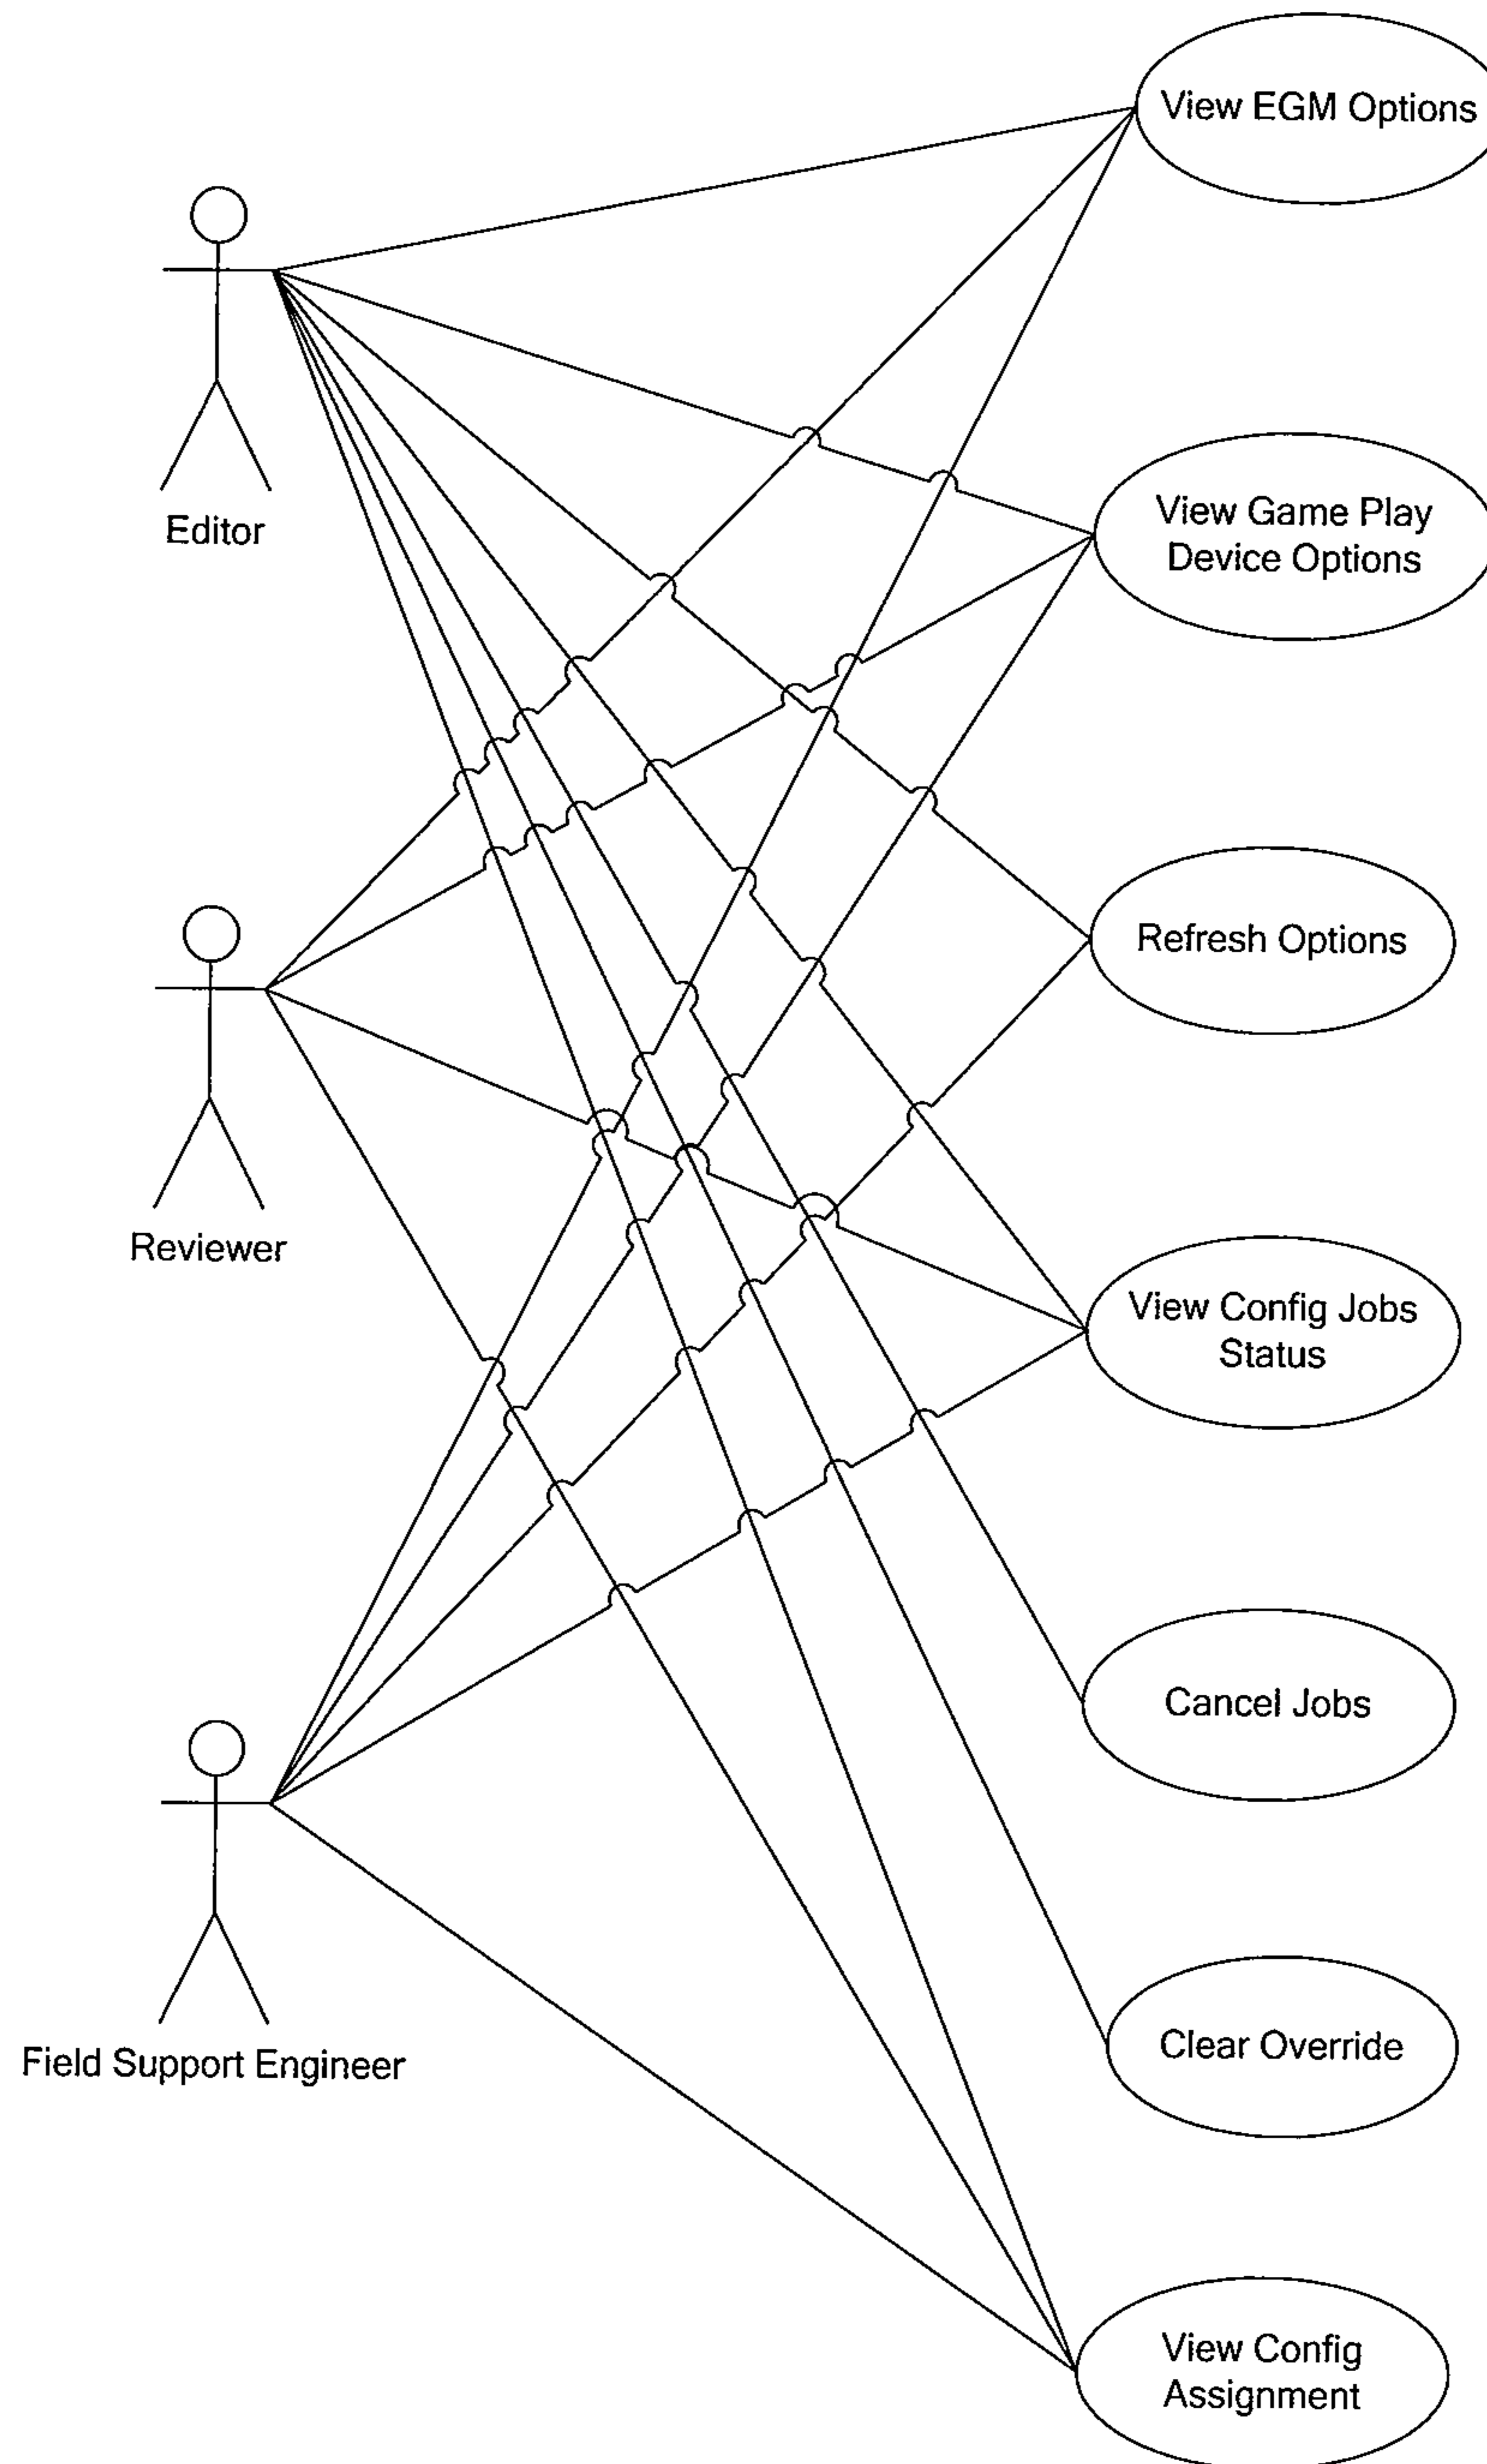 View EGM Options
Editor
View Game Play
Device Options
Refresh Options
Reviewer
View Config Jobs
Status
Cancel Jobs
Field Support Engineer
Clear Override
View Config
Assignment